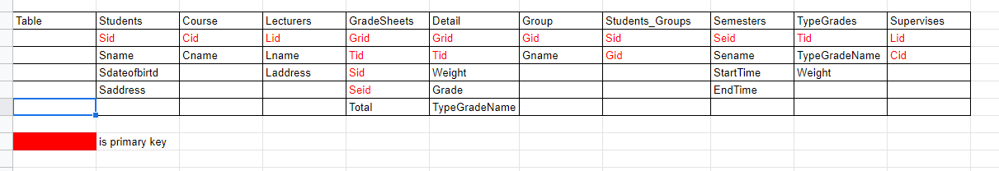 Table Students Course Lecturers GradeSheets Detail Group Students_Groups Semesters TypeGrades Supervises
Sid Cid Lid Grid Grid Gid Sid Seid Tid Lid
Sname Cname Lname Tid Tid Gname Gid Sename TypeGradeName Cid
Sdateofbirtd Laddress Sid Weight StartTime Weight
Saddress Seid Grade EndTime
Total TypeGradeName
is primary key